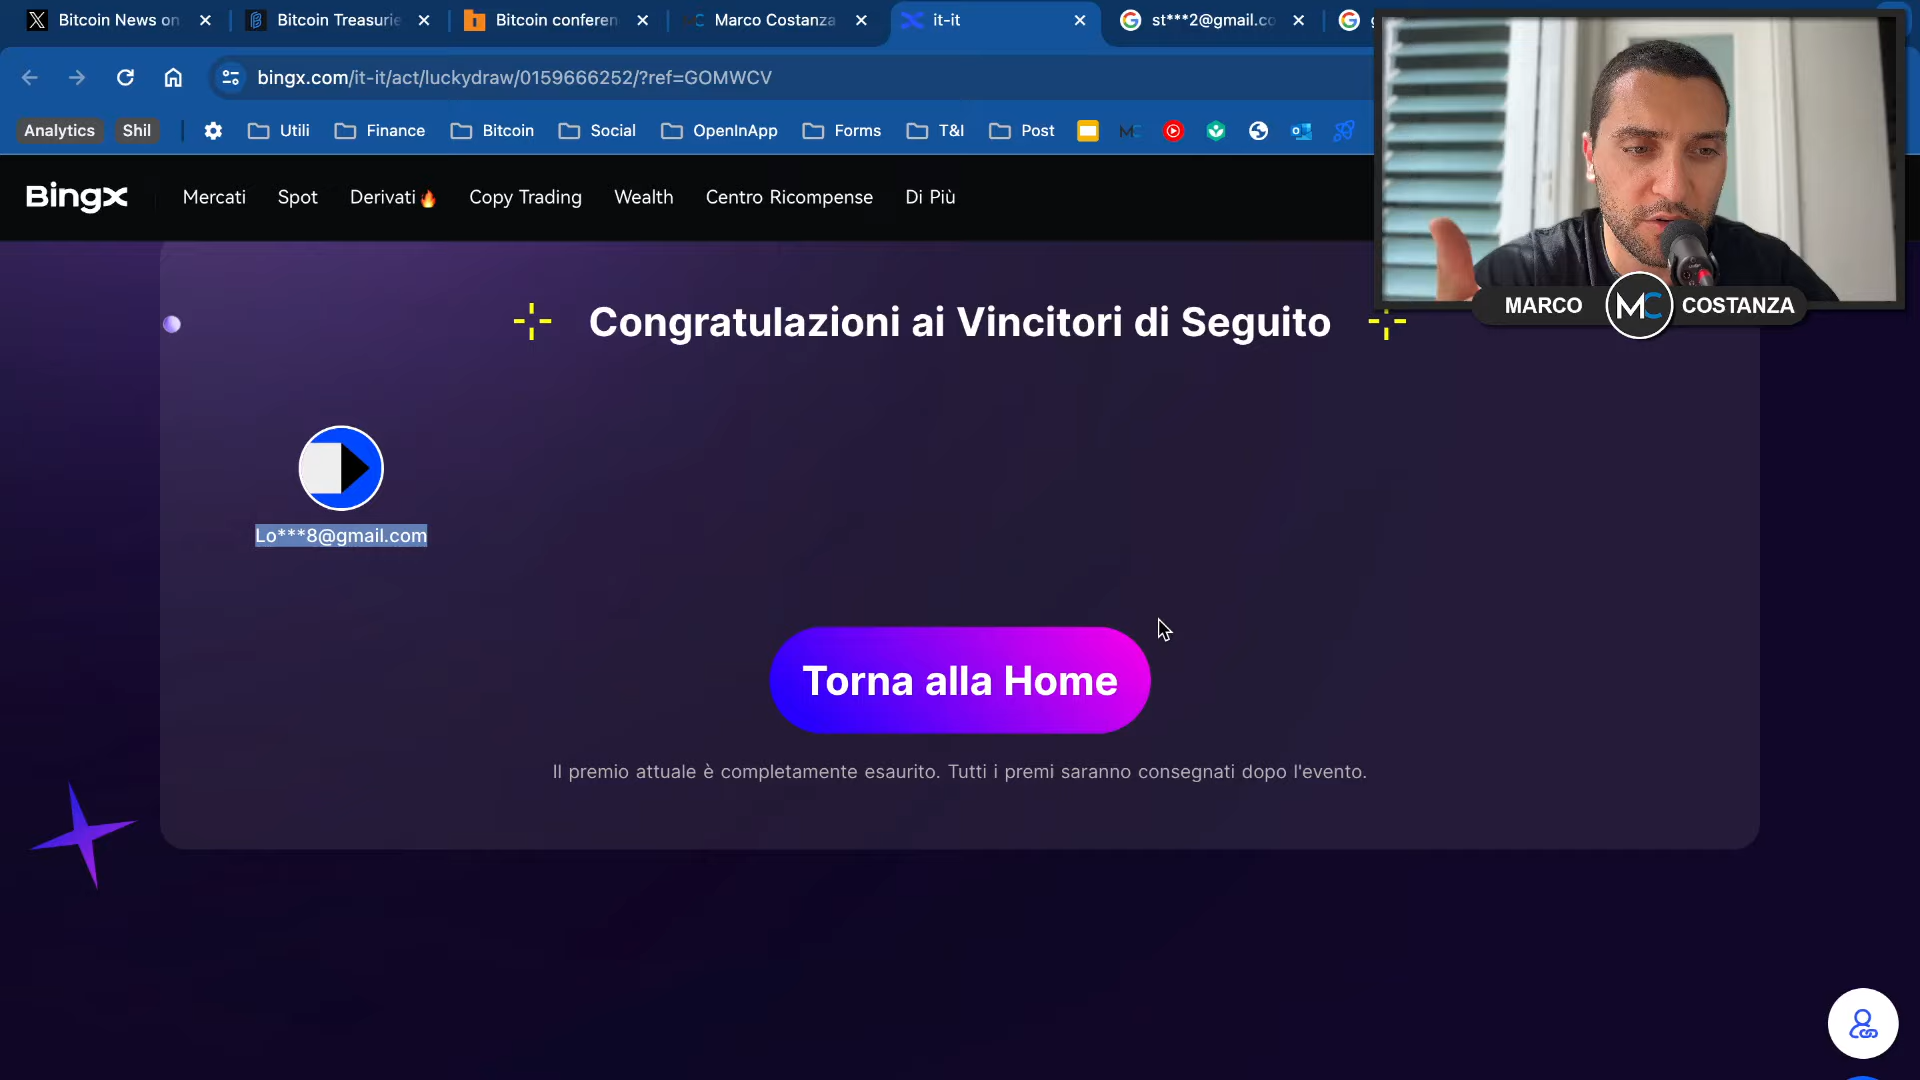 Bitcoin News on
Bitcoin Treasurie
Bitcoin conferen
Marco Costanza
it-it
st***2@gmail.co
bingx.com/it-it/act/luckydraw/0159666252/?ref=GOMWCV
Analytics
Shil
Utili
Finance
Bitcoin
Social
OpenInApp
Forms
T&I
Post
BingX
Mercati
Spot
Derivati🔥
Copy Trading
Wealth
Centro Ricompense
Di Più
MARCO MC COSTANZA
Congratulazioni ai Vincitori di Seguito
Lo***8@gmail.com
Torna alla Home
Il premio attuale è completamente esaurito. Tutti i premi saranno consegnati dopo l'evento.